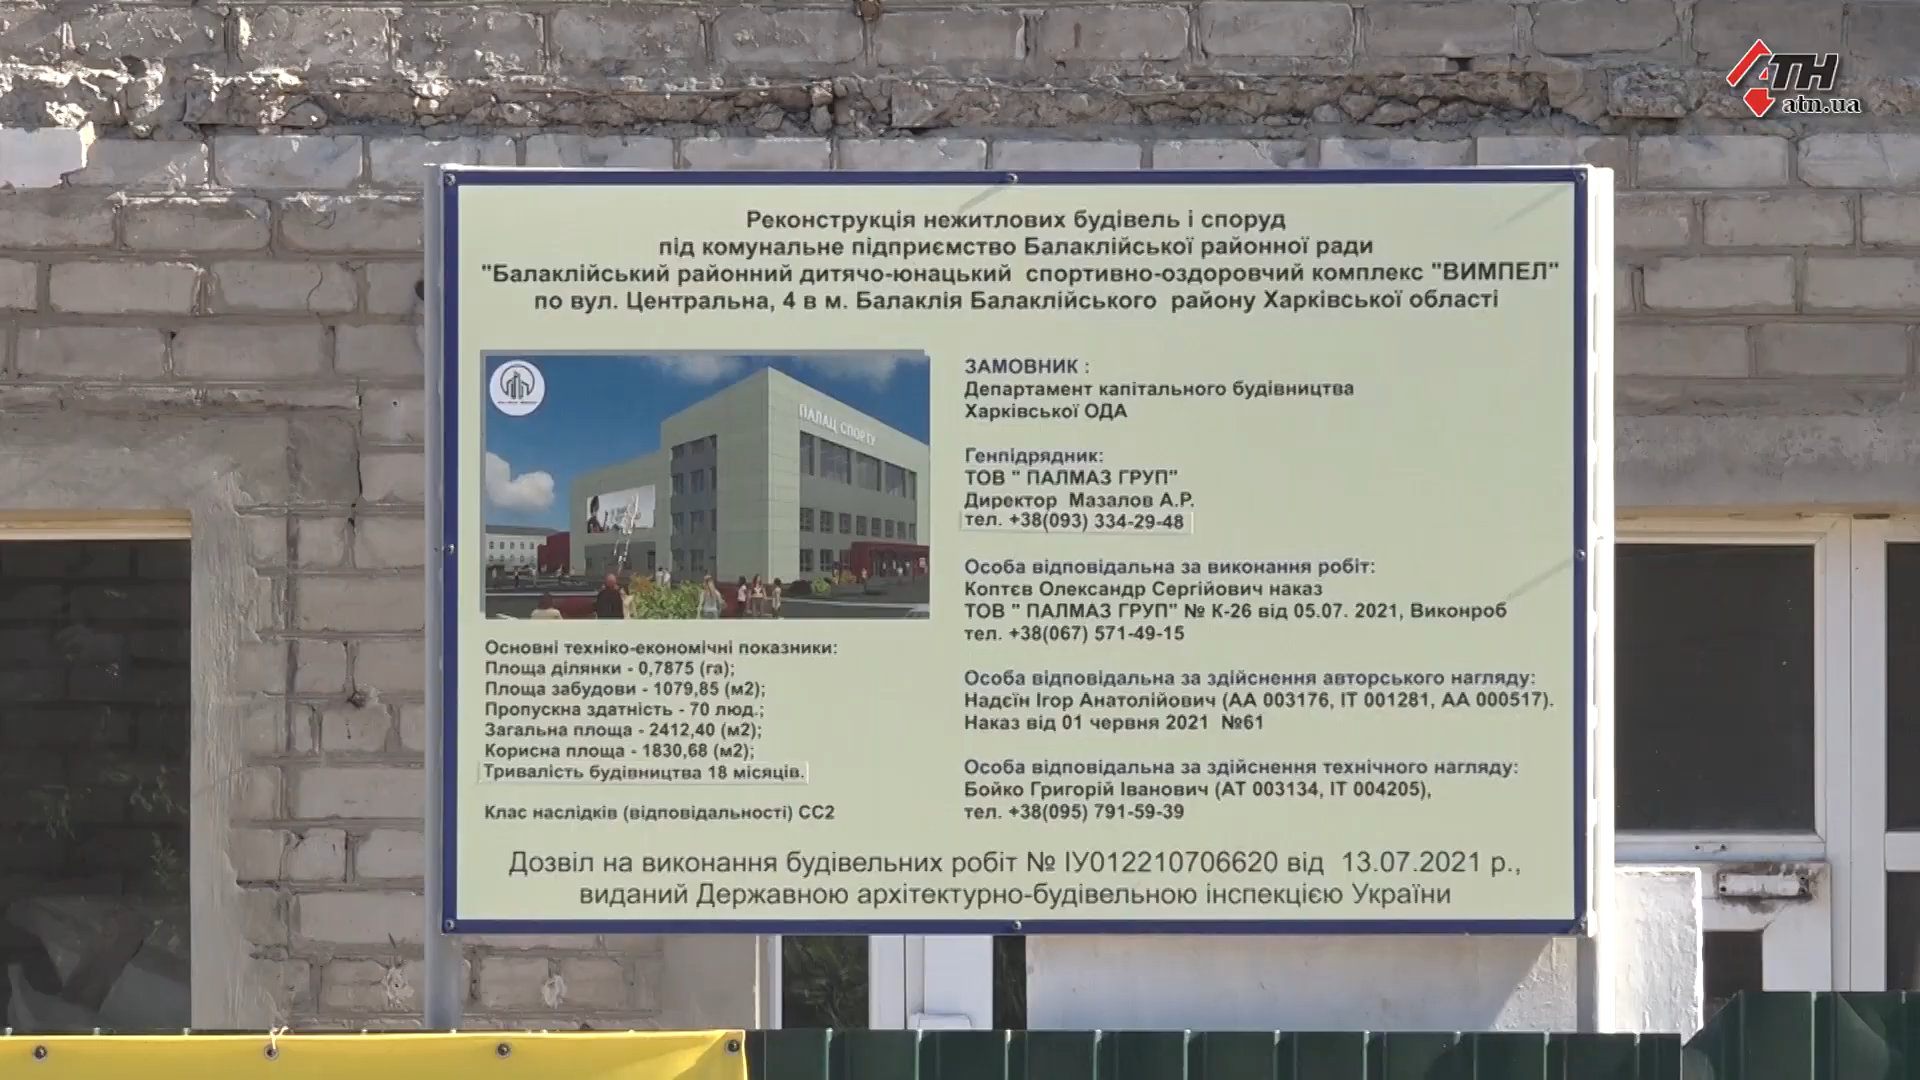 АТН
atn.ua
Реконструкція нежитлових будівель і споруд
під комунальне підприємство Балаклійської районної ради
"Балаклійський районний дитячо-юнацький спортивно-оздоровчий комплекс "ВИМПЕЛ"
по вул. Центральна, 4 в м. Балаклія Балаклійського району Харківської області
ПАЛАЦ СПОРТУ
Основні техніко-економічні показники:
Площа ділянки - 0,7875 (га);
Площа забудови - 1079,85 (м2);
Пропускна здатність - 70 люд.;
Загальна площа - 2412,40 (м2);
Корисна площа - 1830,68 (м2);
Тривалість будівництва 18 місяців.
Клас наслідків (відповідальності) СС2
ЗАМОВНИК :
Департамент капітального будівництва
Харківської ОДА
Генпідрядник:
ТОВ " ПАЛМАЗ ГРУП"
Директор Мазалов А.Р.
тел. +38(093) 334-29-48
Особа відповідальна за виконання робіт:
Коптєв Олександр Сергійович наказ
ТОВ " ПАЛМАЗ ГРУП" № К-26 від 05.07. 2021, Виконроб
тел. +38(067) 571-49-15
Особа відповідальна за здійснення авторського нагляду:
Надєїн Ігор Анатолійович (АА 003176, ІТ 001281, АА 000517).
Наказ від 01 червня 2021 №61
Особа відповідальна за здійснення технічного нагляду:
Бойко Григорій Іванович (АТ 003134, ІТ 004205),
тел. +38(095) 791-59-39
Дозвіл на виконання будівельних робіт № ІУ012210706620 від 13.07.2021 р.,
виданий Державною архітектурно-будівельною інспекцією України